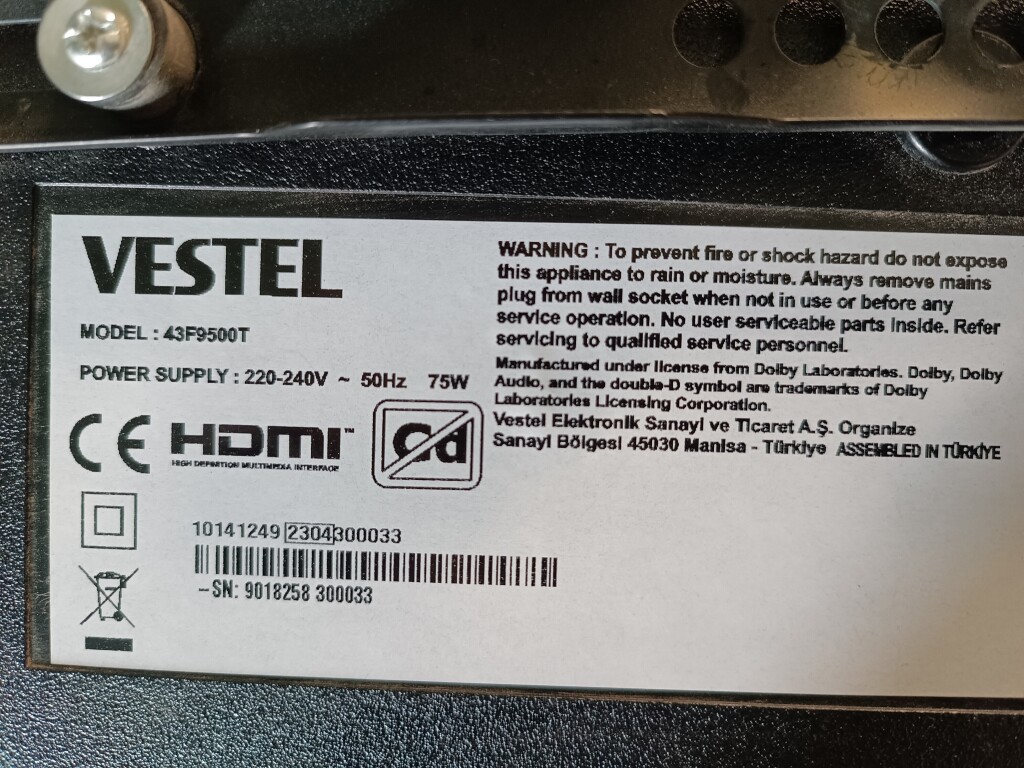 VESTEL
MODEL : 43F9500T
POWER SUPPLY : 220-240V ~ 50Hz 75W
CE HDMI™ Cd
HIGH DEFINITION MULTIMEDIA INTERFACE
WARNING : To prevent fire or shock hazard do not expose
this appliance to rain or moisture. Always remove mains
plug from wall socket when not in use or before any
service operation. No user serviceable parts inside. Refer
servicing to qualified service personnel.
Manufactured under license from Dolby Laboratories. Dolby, Dolby
Audio, and the double-D symbol are trademarks of Dolby
Laboratories Licensing Corporation.
Vestel Elektronik Sanayi ve Ticaret A.Ş. Organize
Sanayi Bölgesi 45030 Manisa - Türkiye ASSEMBLED IN TÜRKİYE
10141249 2304300033
-SN: 9018258 300033